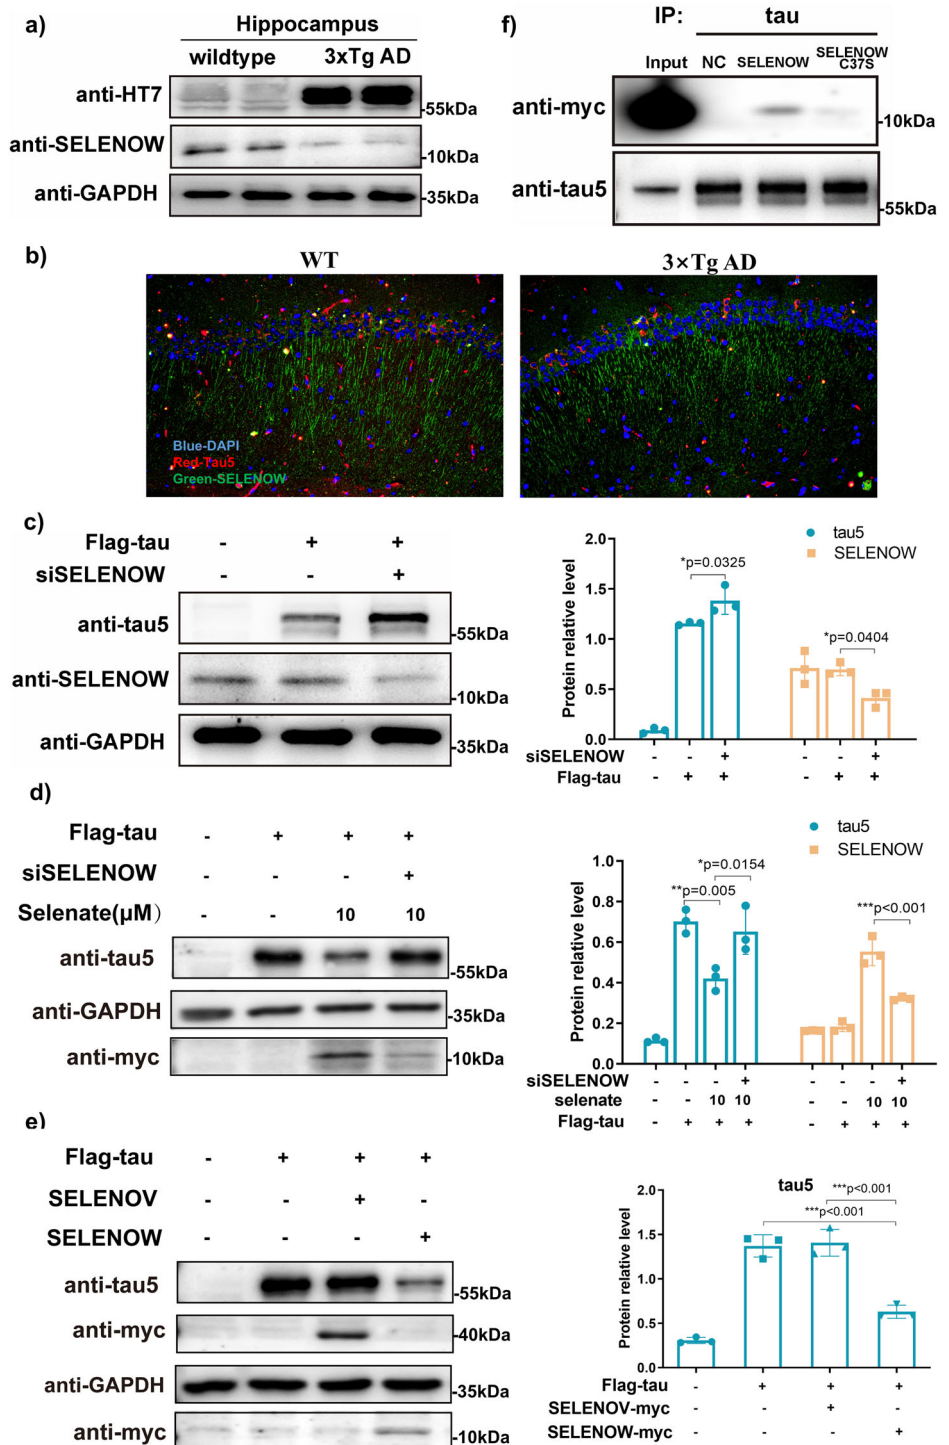 a)
Hippocampus
wildtype 3xTg AD
anti-HT7
-55kDa
anti-SELENOW
-10kDa
anti-GAPDH
-35kDa
f)
IP: tau
Input NC SELENOW SELENOW C37S
anti-myc
-10kDa
anti-tau5
-55kDa
b)
WT
3×Tg AD
Blue-DAPI
Red-Tau5
Green-SELENOW
c)
Flag-tau - + +
siSELENOW - - +
anti-tau5
-55kDa
anti-SELENOW
-10kDa
anti-GAPDH
-35kDa
tau5
SELENOW
Protein relative level
2.0
1.5
1.0
0.5
0.0
*p=0.0325
*p=0.0404
siSELENOW - - + - - +
Flag-tau - + + - + +
d)
Flag-tau - + + +
siSELENOW - - - +
Selenate(μM) - - 10 10
anti-tau5
-55kDa
anti-GAPDH
-35kDa
anti-myc
-10kDa
tau5
SELENOW
Protein relative level
1.0
0.8
0.6
0.4
0.2
0.0
**p=0.005
*p=0.0154
***p<0.001
siSELENOW - - - + - - - +
selenate - - 10 10 - - 10 10
Flag-tau - + + + - + + +
e)
Flag-tau - + + +
SELENOV - - + -
SELENOW - - - +
anti-tau5
-55kDa
anti-myc
-40kDa
anti-GAPDH
-35kDa
anti-myc
-10kDa
tau5
Protein relative level
2.0
1.5
1.0
0.5
0.0
***p<0.001
***p<0.001
Flag-tau - + + +
SELENOV-myc - - + -
SELENOW-myc - - - +